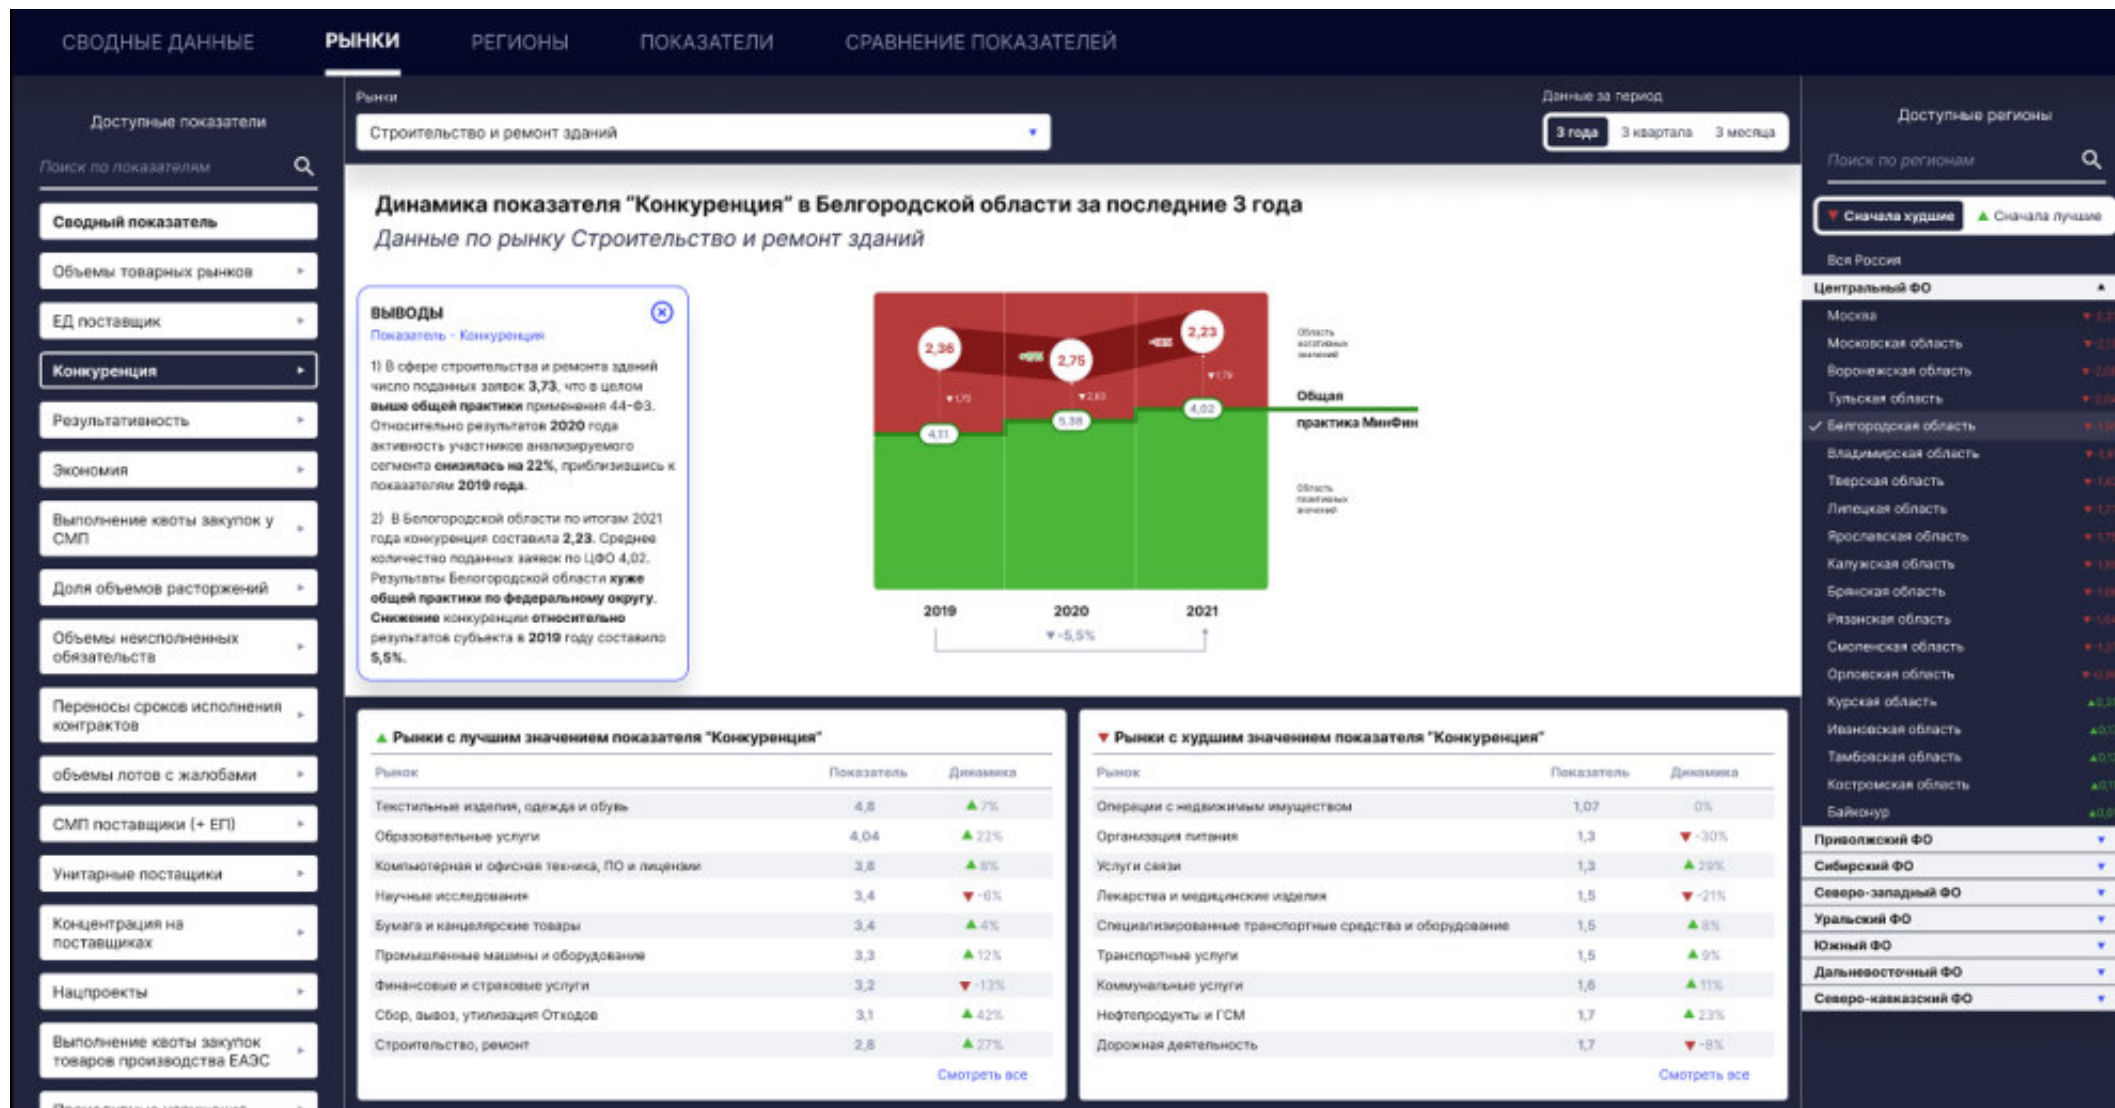 СВОДНЫЕ ДАННЫЕ
РЫНКИ
РЕГИОНЫ
ПОКАЗАТЕЛИ
СРАВНЕНИЕ ПОКАЗАТЕЛЕЙ
Доступные показатели
Поиск по показателям
Сводный показатель
Объемы товарных рынков
ЕД поставщик
Конкуренция
Результативность
Экономия
Выполнение квоты закупок у
СМП
Доля объемов расторжений
Объемы неисполненных
обязательств
Переносы сроков исполнения
контрактов
объемы лотов с жалобами
СМП поставщики (+ ЕП)
Унитарные постащики
Концентрация на
поставщиках
Нацпроекты
Выполнение квоты закупок
товаров производства ЕАЭС
Рынки
Строительство и ремонт зданий
Данные за период
3 года
3 квартала
3 месяца
Динамика показателя "Конкуренция" в Белгородской области за последние 3 года
Данные по рынку Строительство и ремонт зданий
ВЫВОДЫ
Показатель - Конкуренция
1) В сфере строительства и ремонта зданий
число поданных заявок 3,73, что в целом
выше общей практики применения 44-ФЗ.
Относительно результатов 2020 года
активность участников анализируемого
сегмента снизилась на 22%, приблизившись к
показателям 2019 года.
2) В Белогородской области по итогам 2021
года конкуренция составила 2,23. Среднее
количество поданных заявок по ЦФО 4,02.
Результаты Белогородской области хуже
общей практики по федеральному округу.
Снижение конкуренции относительно
результатов субъекта в 2019 году составило
5,5%.
2,36
2,75
2,23
▼1,75
▼2,63
▼1,79
4,11
5,38
4,02
Область
негативных
значений
Общая
практика МинФин
Область
позитивных
значений
2019
2020
2021
▼-5,5%
▲ Рынки с лучшим значением показателя "Конкуренция"
Рынок Показатель Динамика
Текстильные изделия, одежда и обувь 4,8 ▲ 7%
Образовательные услуги 4,04 ▲ 22%
Компьютерная и офисная техника, ПО и лицензии 3,8 ▲ 8%
Научные исследования 3,4 ▼ -6%
Бумага и канцелярские товары 3,4 ▲ 4%
Промышленные машины и оборудование 3,3 ▲ 12%
Финансовые и страховые услуги 3,2 ▼ -13%
Сбор, вывоз, утилизация Отходов 3,1 ▲ 42%
Строительство, ремонт 2,8 ▲ 27%
Смотреть все
▼ Рынки с худшим значением показателя "Конкуренция"
Рынок Показатель Динамика
Операции с недвижимым имуществом 1,07 0%
Организация питания 1,3 ▼ -30%
Услуги связи 1,3 ▲ 29%
Лекарства и медицинские изделия 1,5 ▼ -21%
Специализированные транспортные средства и оборудование 1,5 ▲ 8%
Транспортные услуги 1,5 ▲ 9%
Коммунальные услуги 1,6 ▲ 11%
Нефтепродукты и ГСМ 1,7 ▲ 23%
Дорожная деятельность 1,7 ▼ -8%
Смотреть все
Доступные регионы
Поиск по регионам
▼ Сначала худшие
▲ Сначала лучшие
Вся Россия
Центральный ФО
Москва
Московская область
Воронежская область
Тульская область
Белгородская область
Владимирская область
Тверская область
Липецкая область
Ярославская область
Калужская область
Брянская область
Рязанская область
Смоленская область
Орловская область
Курская область
Ивановская область
Тамбовская область
Костромская область
Байконур
Приволжский ФО
Сибирский ФО
Северо-западный ФО
Уральский ФО
Южный ФО
Дальневосточный ФО
Северо-кавказский ФО